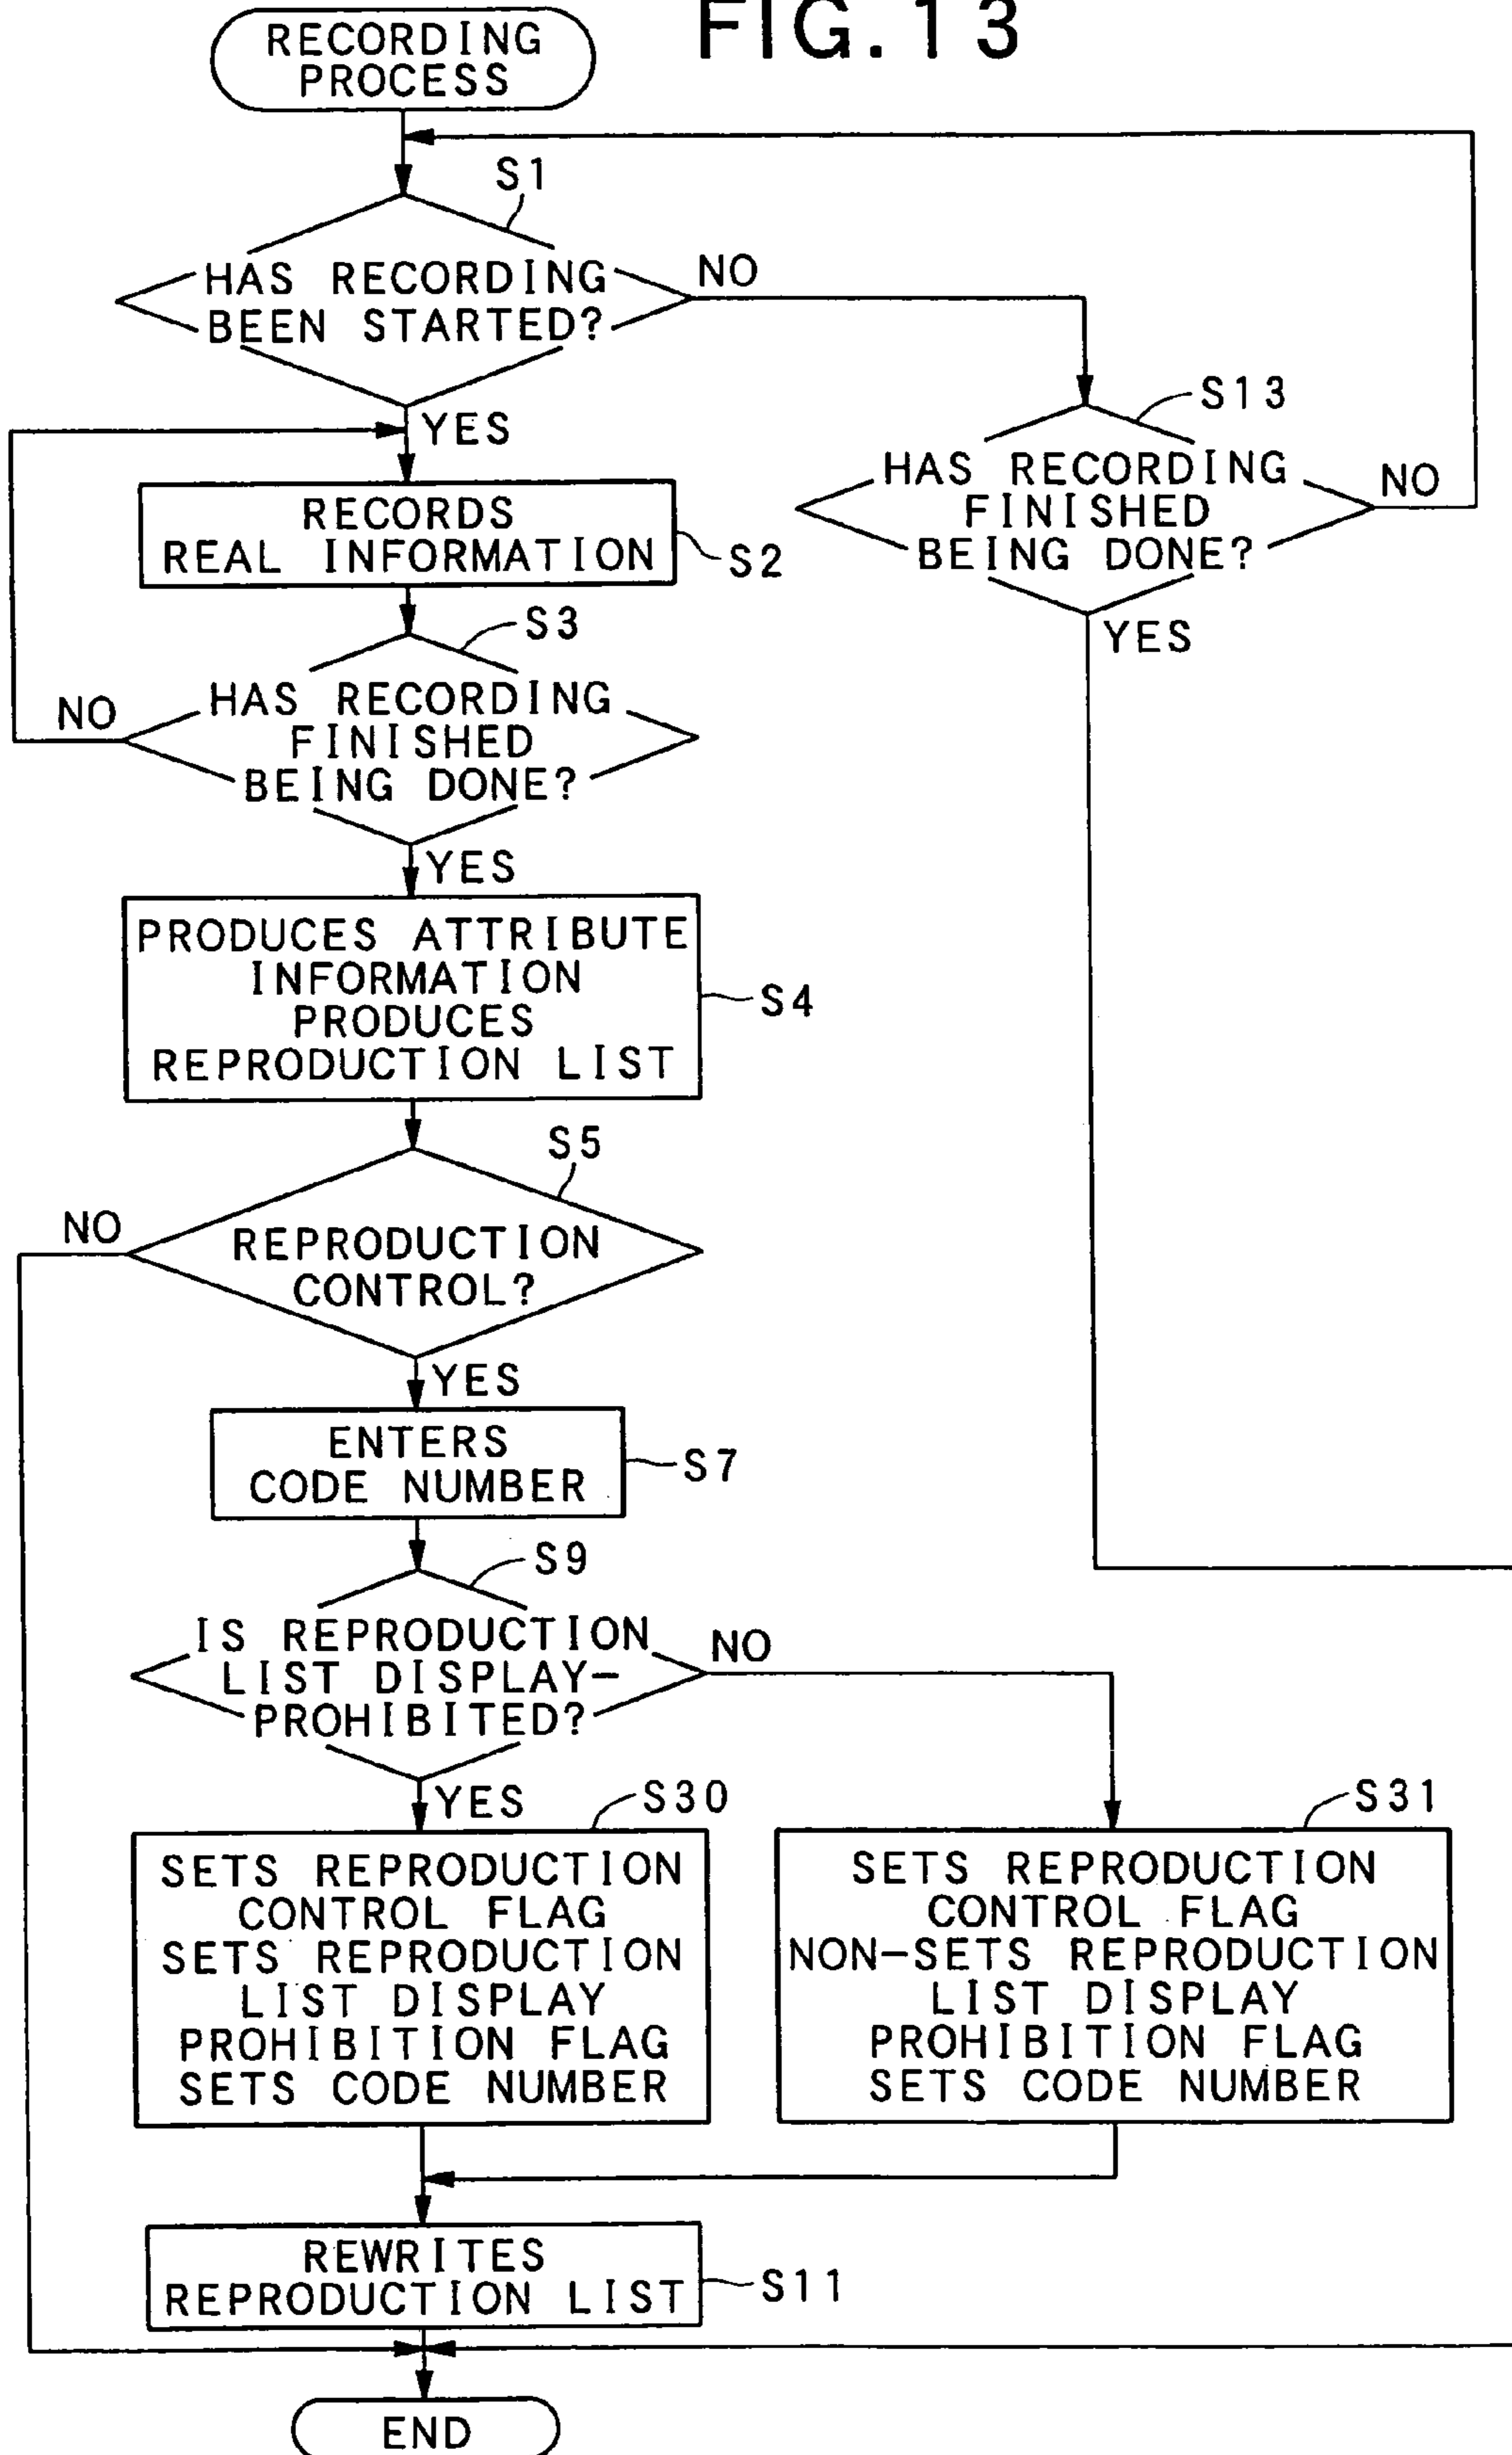 FIG.13
RECORDING
PROCESS
S1
HAS RECORDING
BEEN STARTED?
NO
YES
S13
HAS RECORDING
FINISHED
BEING DONE?
NO
YES
RECORDS
REAL INFORMATION
S2
S3
HAS RECORDING
FINISHED
BEING DONE?
NO
YES
PRODUCES ATTRIBUTE
INFORMATION
PRODUCES
REPRODUCTION LIST
S4
S5
REPRODUCTION
CONTROL?
NO
YES
ENTERS
CODE NUMBER
S7
S9
IS REPRODUCTION
LIST DISPLAY-
PROHIBITED?
NO
YES
S30
SETS REPRODUCTION
CONTROL FLAG
SETS REPRODUCTION
LIST DISPLAY
PROHIBITION FLAG
SETS CODE NUMBER
S31
SETS REPRODUCTION
CONTROL FLAG
NON-SETS REPRODUCTION
LIST DISPLAY
PROHIBITION FLAG
SETS CODE NUMBER
REWRITES
REPRODUCTION LIST
S11
END